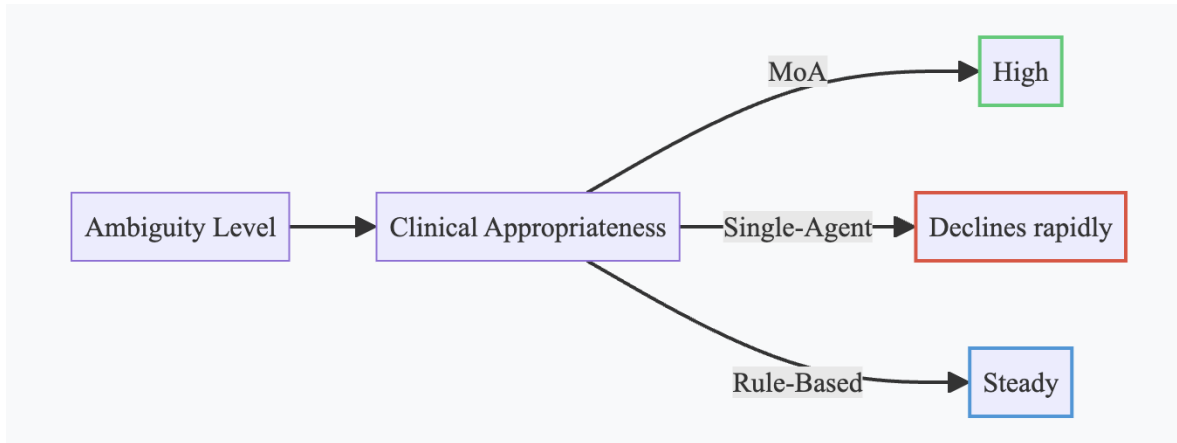 Ambiguity Level
Clinical Appropriateness
MoA
High
Single-Agent
Declines rapidly
Rule-Based
Steady